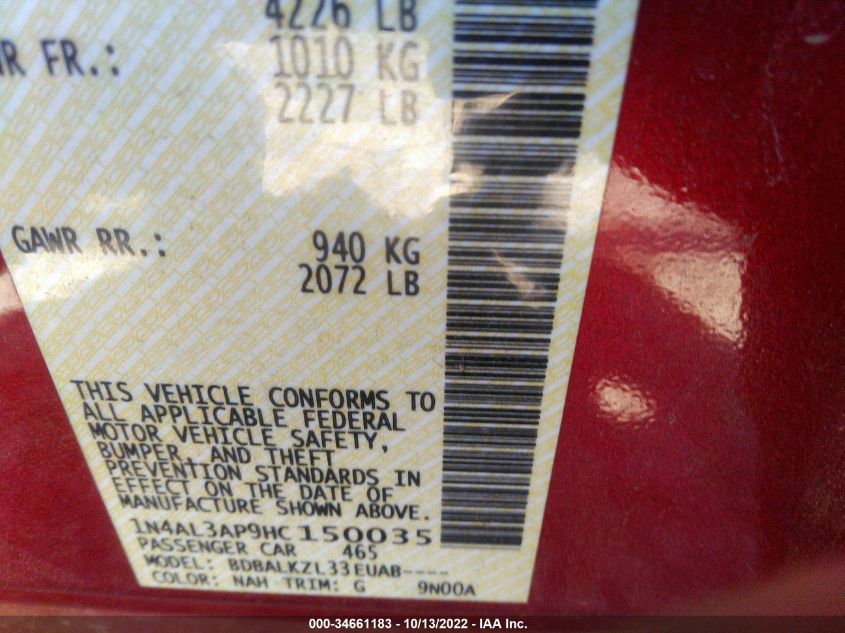 4226 LB
WR FR.: 1010 KG
2227 LB
GAWR RR.: 940 KG
2072 LB
THIS VEHICLE CONFORMS TO
ALL APPLICABLE FEDERAL
MOTOR VEHICLE SAFETY,
BUMPER, AND THEFT
PREVENTION STANDARDS IN
EFFECT ON THE DATE OF
MANUFACTURE SHOWN ABOVE.
1N4AL3AP9HC150035
PASSENGER CAR 465
MODEL: BDBALKZL33EUAB----
COLOR: NAH TRIM: G 9N00A
000-34661183 - 10/13/2022 - IAA Inc.